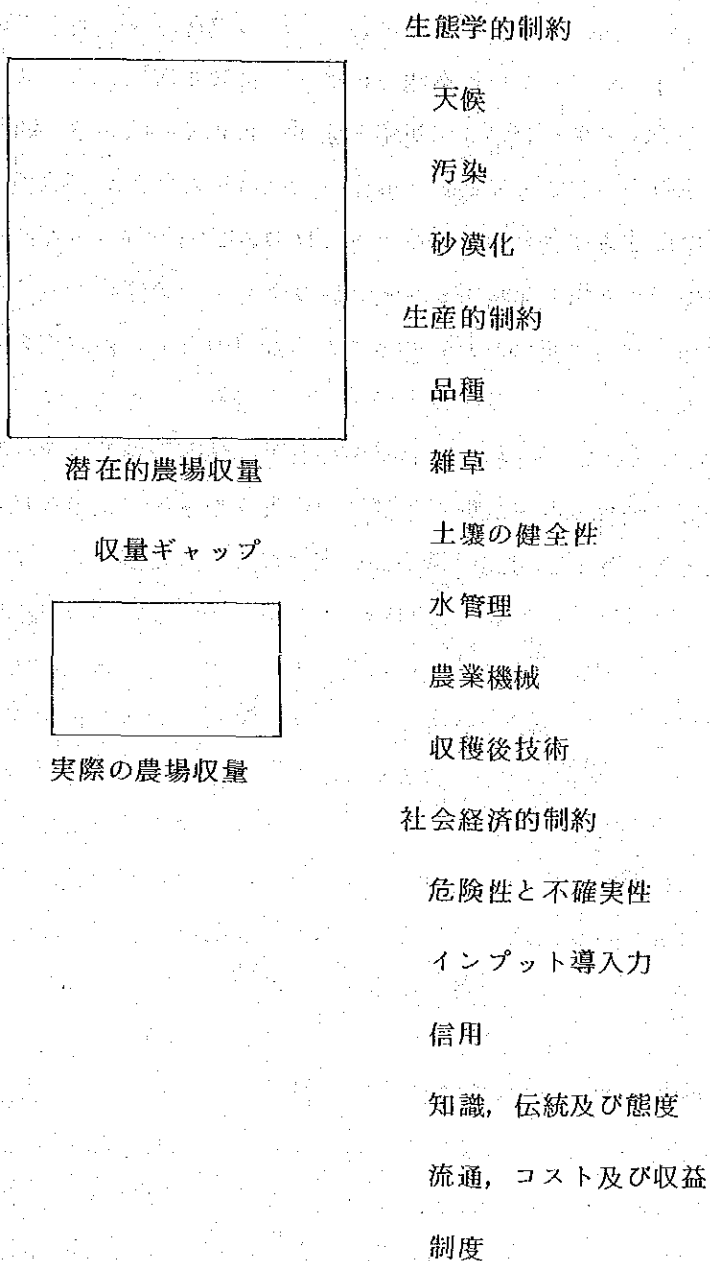 生態学的制約
天候
汚染
砂漠化
生産的制約
品種
雑草
土壌の健全性
水管理
農業機械
収穫後技術
社会経済的制約
危険性と不確実性
インプット導入力
信用
知識，伝統及び態度
流通，コスト及び収益
制度
潜在的農場収量
収量ギャップ
実際の農場収量